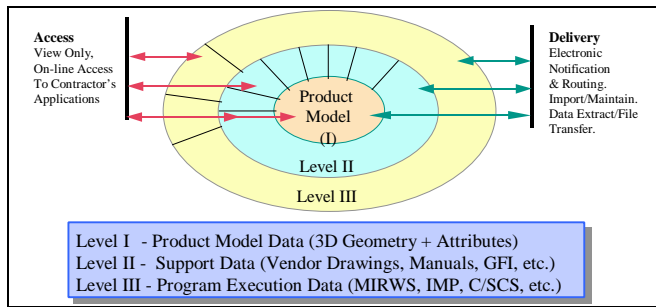 Access
View Only,
On-line Access
To Contractor's
Applications
Product
Model
(I)
Level II
Level III
Delivery
Electronic
Notification
& Routing.
Import/Maintain.
Data Extract/File
Transfer.
Level I - Product Model Data (3D Geometry + Attributes)
Level II - Support Data (Vendor Drawings, Manuals, GFI, etc.)
Level III - Program Execution Data (MIRWS, IMP, C/SCS, etc.)